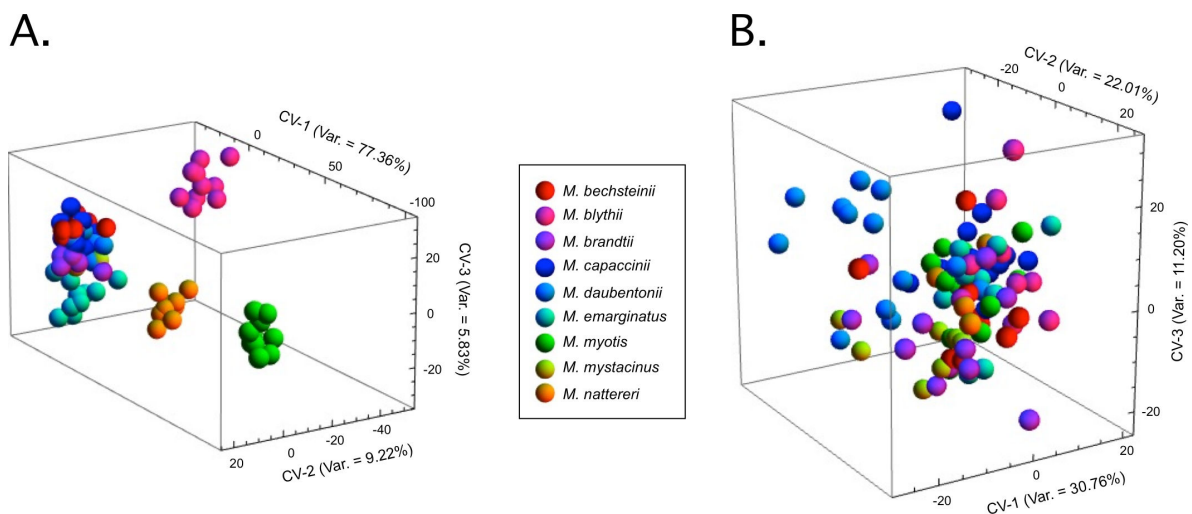 A.
CV-1 (Var. = 77.36%)
0
50
-100
20
0
-20
CV-3 (Var. = 5.83%)
20
0
-20
-40
CV-2 (Var. = 9.22%)
M. bechsteinii
M. blythii
M. brandtii
M. capaccinii
M. daubentonii
M. emarginatus
M. myotis
M. mystacinus
M. nattereri
B.
CV-2 (Var. = 22.01%)
-20
0
20
20
0
-20
CV-3 (Var. = 11.20%)
-20
0
20
CV-1 (Var. = 30.76%)